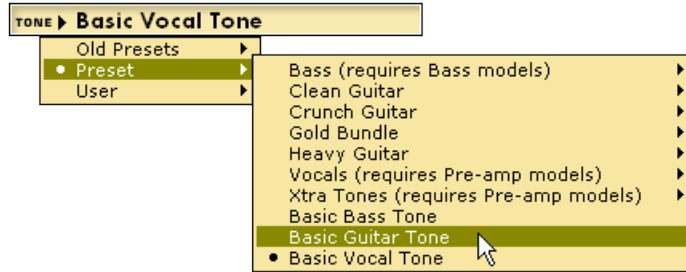 TONE Basic Vocal Tone
Old Presets
Preset
User
Bass (requires Bass models)
Clean Guitar
Crunch Guitar
Gold Bundle
Heavy Guitar
Vocals (requires Pre-amp models)
Xtra Tones (requires Pre-amp models)
Basic Bass Tone
Basic Guitar Tone
Basic Vocal Tone